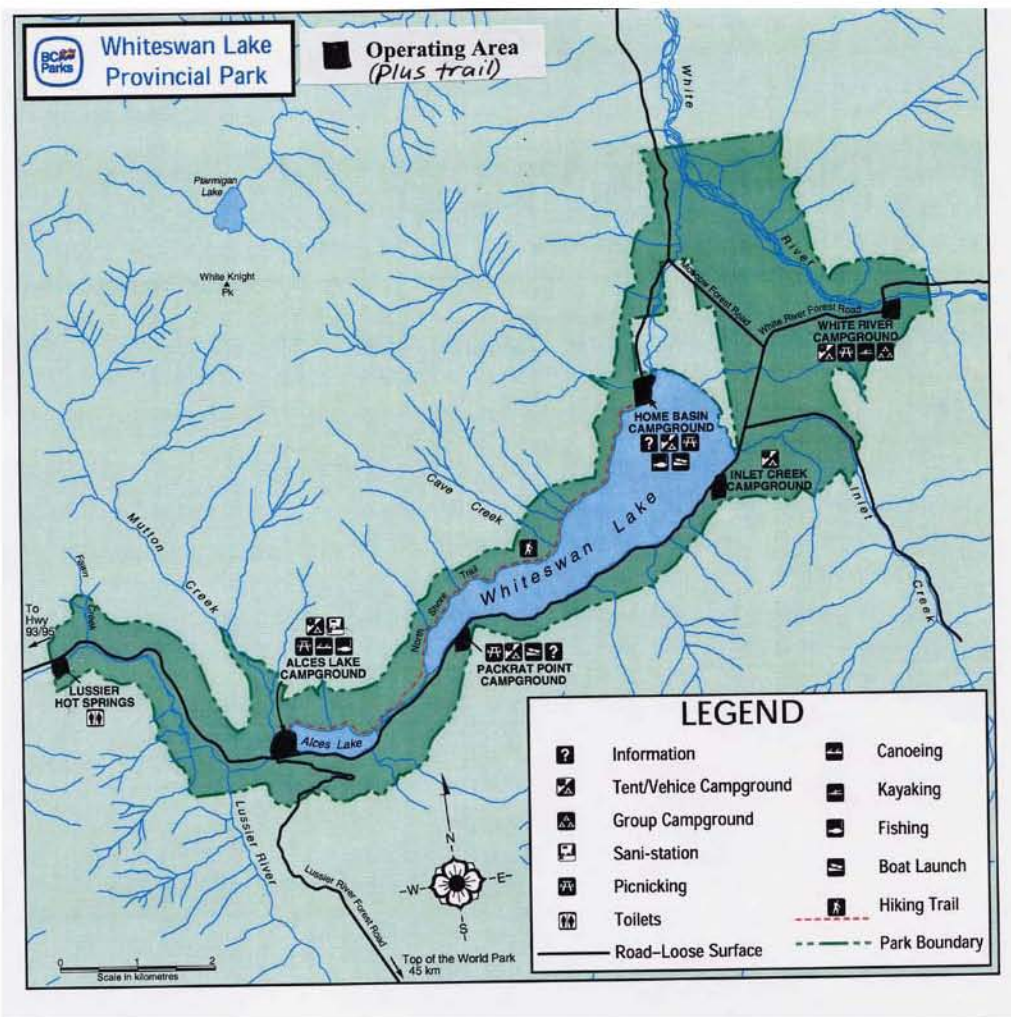 BC
Parks
Whiteswan Lake
Provincial Park
Operating Area
(Plus trail)
White
River
Ptarmigan
Lake
White Knight
Pk
White River Forest Road
WHITE RIVER
CAMPGROUND
HOME BASIN
CAMPGROUND
?
INLET CREEK
CAMPGROUND
Inlet
Creek
Cave
Creek
Mutton
Creek
Fawn
Creek
To
Hwy
93/95
Whiteswan Lake
North Shore Trail
ALCES LAKE
CAMPGROUND
PACKRAT POINT
CAMPGROUND
?
LUSSIER
HOT SPRINGS
Alces Lake
Lussier River
Lussier River Forest Road
N
W
E
S
Top of the World Park
45 km
0 1 2
Scale in kilometres
LEGEND
? Information
Tent/Vehice Campground
Group Campground
Sani-station
Picnicking
Toilets
Road–Loose Surface
Canoeing
Kayaking
Fishing
Boat Launch
Hiking Trail
Park Boundary